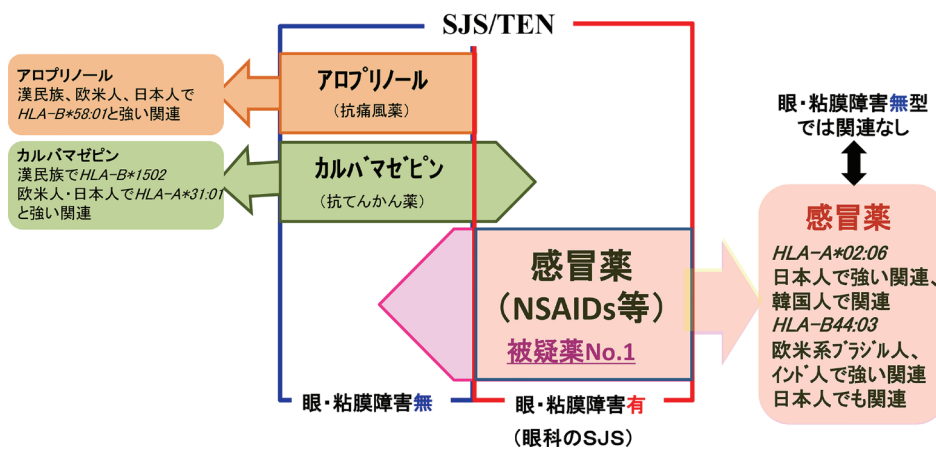 SJS/TEN
アロプリノール
漢民族、欧米人、日本人で
HLA-B*58:01と強い関連
アロプリノール
(抗痛風薬)
カルバマゼピン
漢民族でHLA-B*1502
欧米人・日本人でHLA-A*31:01
と強い関連
カルバマゼピン
(抗てんかん薬)
感冒薬
(NSAIDs等)
被疑薬No.1
眼・粘膜障害無
眼・粘膜障害有
(眼科のSJS)
眼・粘膜障害無型
では関連なし
感冒薬
HLA-A*02:06
日本人で強い関連、
韓国人で関連
HLA-B44:03
欧米系ブラジル人、
インド人で強い関連
日本人でも関連